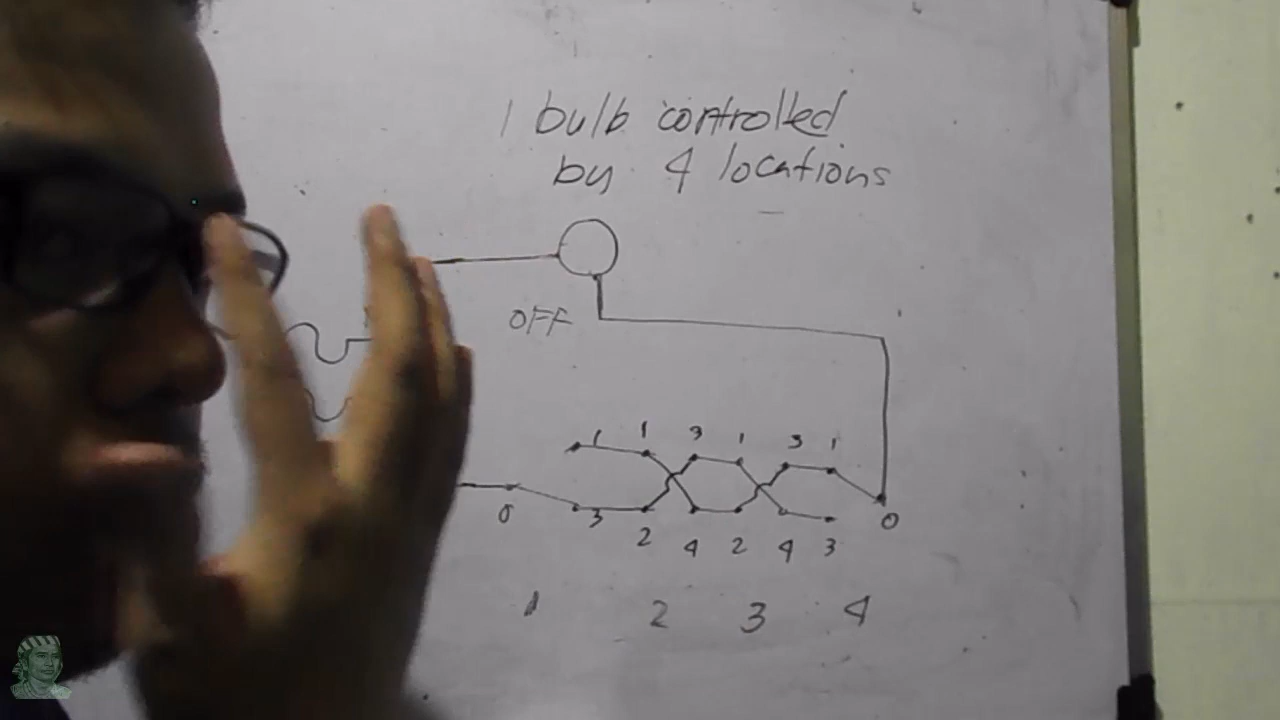 1 bulb controlled
by 4 locations
OFF
1 1 3 1 3 1
0 3 2 4 2 4 3 0
1 2 3 4